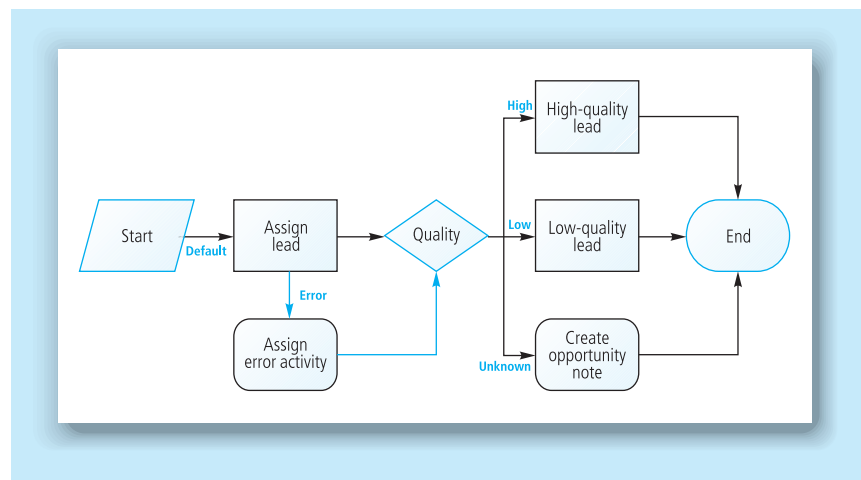 Start
Default
Assign
lead
Error
Assign
error activity
Quality
High
High-quality
lead
Low
Low-quality
lead
Unknown
Create
opportunity
note
End